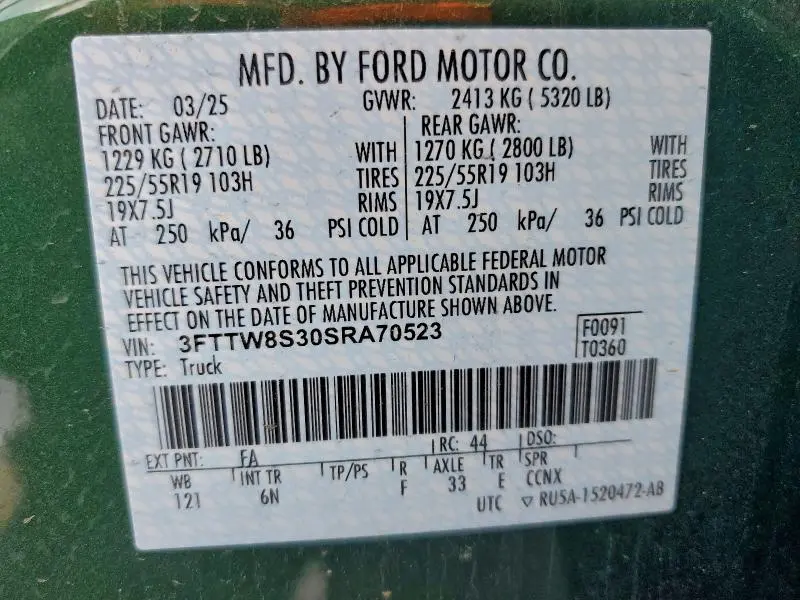 MFD. BY FORD MOTOR CO.
DATE: 03/25 GVWR: 2413 KG ( 5320 LB)
FRONT GAWR: REAR GAWR:
1229 KG ( 2710 LB) WITH 1270 KG ( 2800 LB) WITH
225/55R19 103H TIRES 225/55R19 103H TIRES
19X7.5J RIMS 19X7.5J RIMS
AT 250 kPa/ 36 PSI COLD AT 250 kPa/ 36 PSI COLD
THIS VEHICLE CONFORMS TO ALL APPLICABLE FEDERAL MOTOR
VEHICLE SAFETY AND THEFT PREVENTION STANDARDS IN
EFFECT ON THE DATE OF MANUFACTURE SHOWN ABOVE.
VIN: 3FTTW8S30SRA70523 F0091
TYPE: Truck T0360
EXT PNT: FA RC: 44 DSO:
WB INT TR TP/PS R AXLE TR SPR
121 6N F 33 E CCNX
UTC ▽ RU5A-1520472-AB